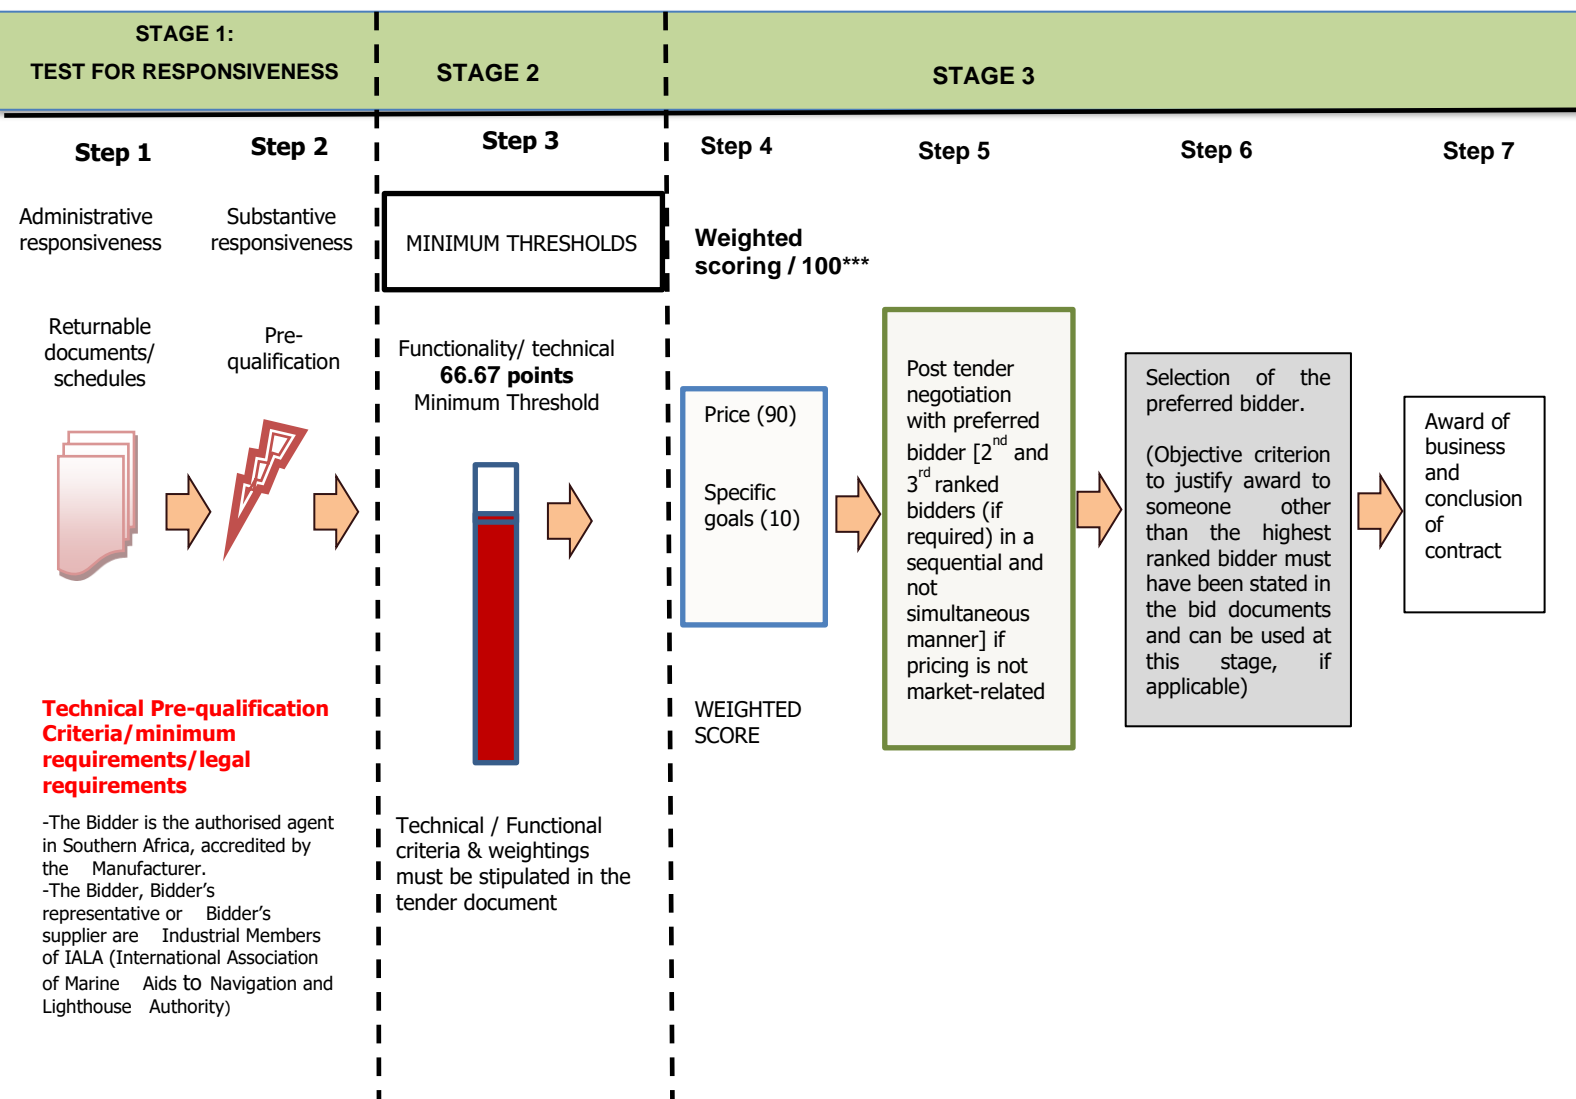 STAGE 1:
TEST FOR RESPONSIVENESS
STAGE 2
STAGE 3
Step 1
Step 2
Step 3
Step 4
Step 5
Step 6
Step 7
Administrative
responsiveness
Substantive
responsiveness
MINIMUM THRESHOLDS
Weighted
scoring / 100***
Returnable
documents/
schedules
Pre-
qualification
Functionality/ technical
66.67 points
Minimum Threshold
Price (90)
Specific
goals (10)
WEIGHTED
SCORE
Post tender
negotiation
with preferred
bidder [2nd and
3rd ranked
bidders (if
required) in a
sequential and
not
simultaneous
manner] if
pricing is not
market-related
Selection of the
preferred bidder.
(Objective criterion
to justify award to
someone other
than the highest
ranked bidder must
have been stated in
the bid documents
and can be used at
this stage, if
applicable)
Award of
business
and
conclusion
of
contract
Technical Pre-qualification
Criteria/minimum
requirements/legal
requirements
-The Bidder is the authorised agent
in Southern Africa, accredited by
the Manufacturer.
-The Bidder, Bidder's
representative or Bidder's
supplier are Industrial Members
of IALA (International Association
of Marine Aids to Navigation and
Lighthouse Authority)
Technical / Functional
criteria & weightings
must be stipulated in the
tender document